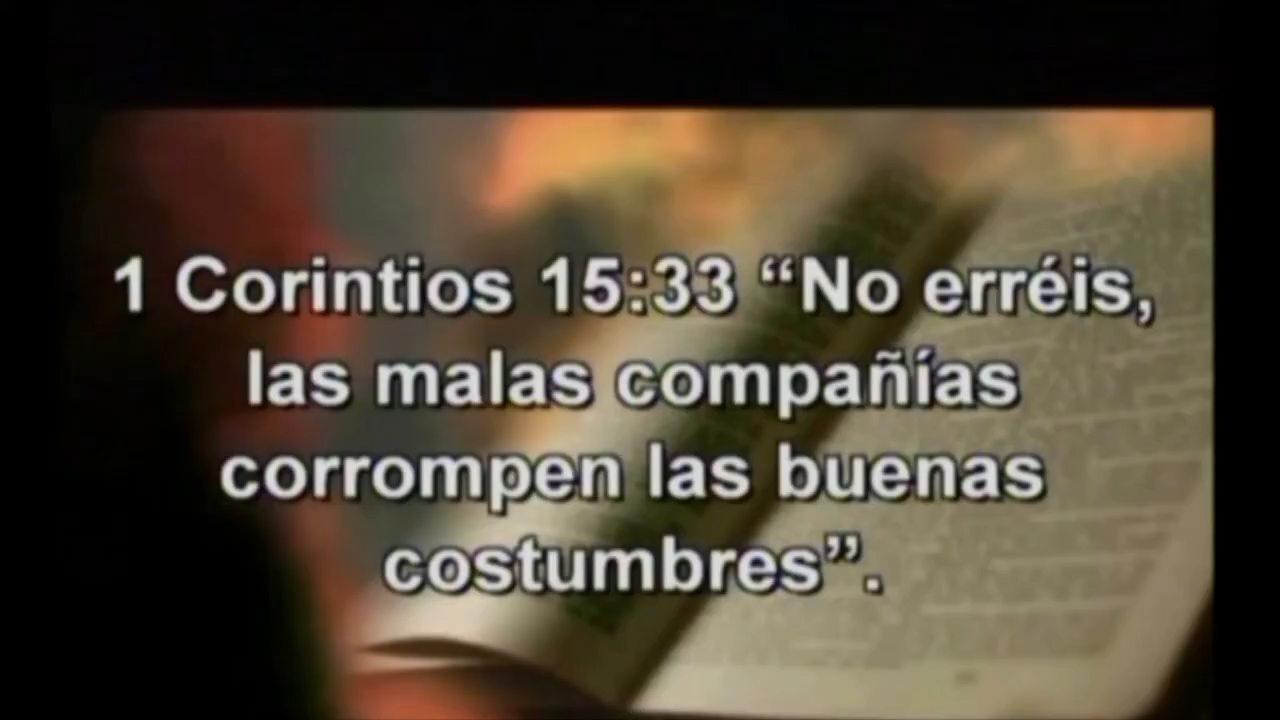 1 Corintios 15:33 “No erréis,
las malas compañías
corrompen las buenas
costumbres”.